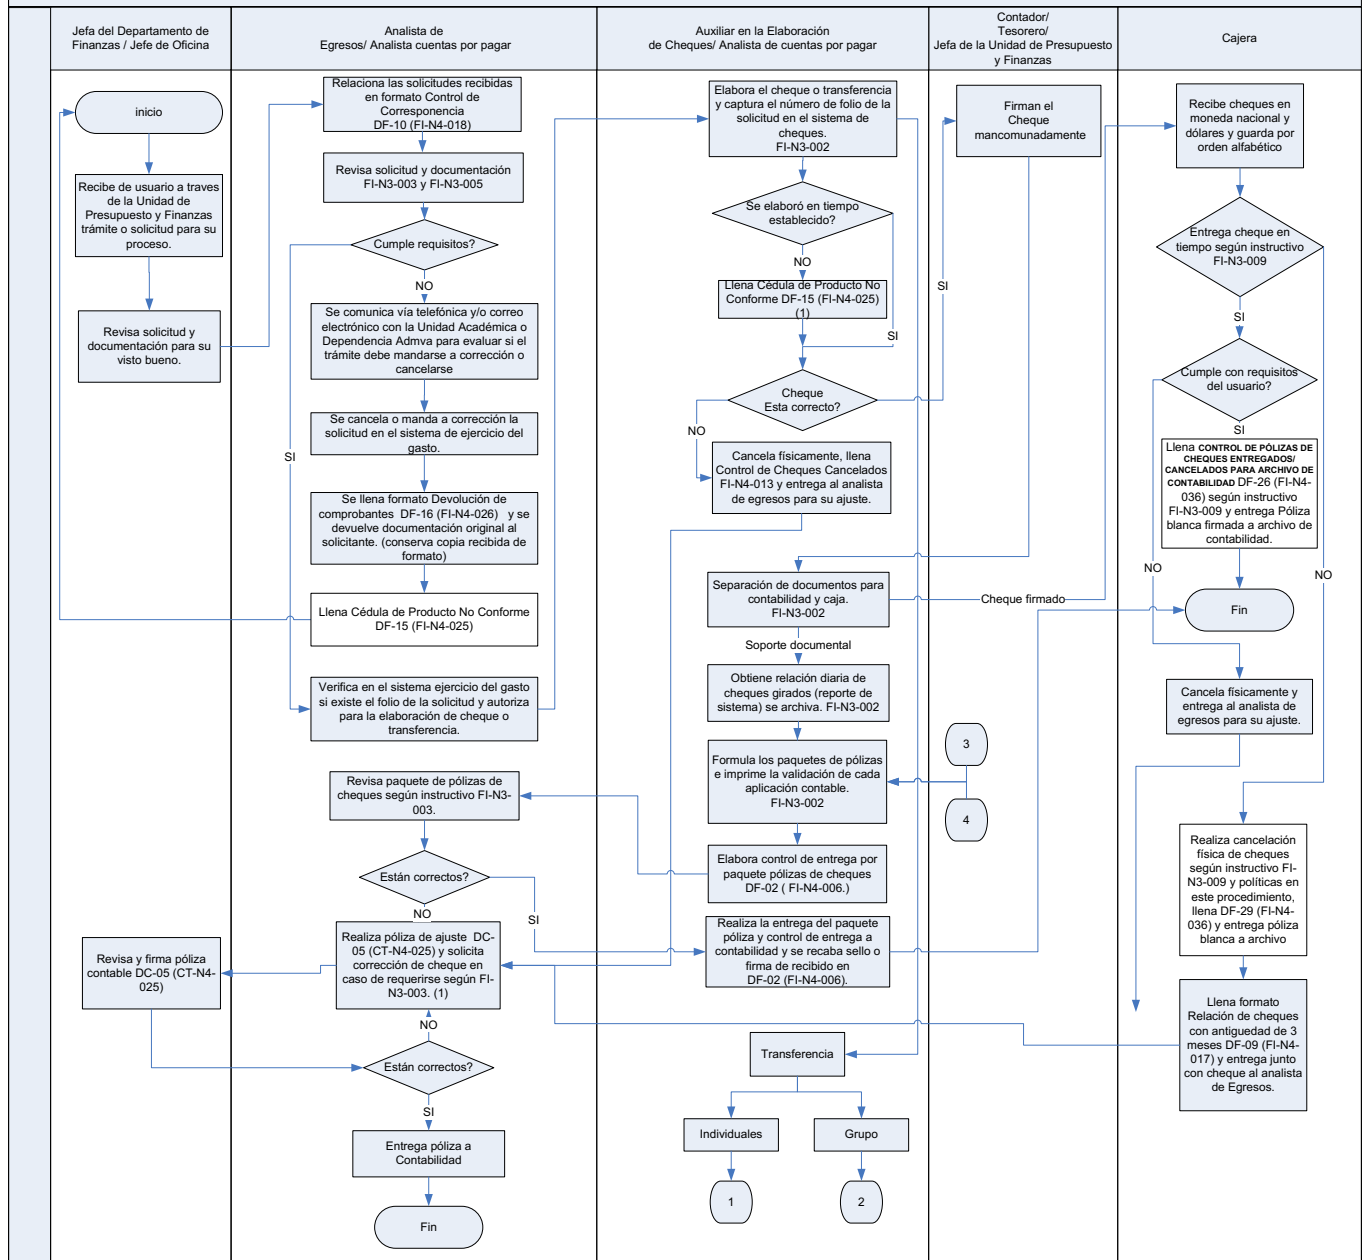 Jefa del Departamento de
Finanzas / Jefe de Oficina
Analista de
Egresos/ Analista cuentas por pagar
Auxiliar en la Elaboración
de Cheques/ Analista de cuentas por pagar
Contador/
Tesorero/
Jefa de la Unidad de Presupuesto
y Finanzas
Cajera
inicio
Recibe de usuario a traves
de la Unidad de
Presupuesto y Finanzas
trámite o solicitud para su
proceso.
Revisa solicitud y
documentación para su
visto bueno.
Revisa y firma póliza
contable DC-05 (CT-N4-
025)
Relaciona las solicitudes recibidas
en formato Control de
Corresponencia
DF-10 (FI-N4-018)
Revisa solicitud y documentación
FI-N3-003 y FI-N3-005
Cumple requisitos?
NO
Se comunica vía telefónica y/o correo
electrónico con la Unidad Académica o
Dependencia Admva para evaluar si el
trámite debe mandarse a corrección o
cancelarse
Se cancela o manda a corrección la
solicitud en el sistema de ejercicio del
gasto.
SI
Se llena formato Devolución de
comprobantes DF-16 (FI-N4-026) y se
devuelve documentación original al
solicitante. (conserva copia recibida de
formato)
Llena Cédula de Producto No Conforme
DF-15 (FI-N4-025)
Verifica en el sistema ejercicio del gasto
si existe el folio de la solicitud y autoriza
para la elaboración de cheque o
transferencia.
Revisa paquete de pólizas de
cheques según instructivo FI-N3-
003.
Están correctos?
NO
SI
Realiza póliza de ajuste DC-
05 (CT-N4-025) y solicita
corrección de cheque en
caso de requerirse según FI-
N3-003. (1)
NO
Están correctos?
SI
Entrega póliza a
Contabilidad
Fin
Elabora el cheque o transferencia
y captura el número de folio de la
solicitud en el sistema de
cheques.
FI-N3-002
Se elaboró en tiempo
establecido?
NO
Llena Cédula de Producto No
Conforme DF-15 (FI-N4-025)
(1)
SI
Cheque
Esta correcto?
NO
SI
Cancela físicamente, llena
Control de Cheques Cancelados
FI-N4-013 y entrega al analista
de egresos para su ajuste.
Separación de documentos para
contabilidad y caja.
FI-N3-002
Cheque firmado
Soporte documental
Obtiene relación diaria de
cheques girados (reporte de
sistema) se archiva. FI-N3-002
Formula los paquetes de pólizas
e imprime la validación de cada
aplicación contable.
FI-N3-002
Elabora control de entrega por
paquete pólizas de cheques
DF-02 ( FI-N4-006.)
Realiza la entrega del paquete
póliza y control de entrega a
contabilidad y se recaba sello o
firma de recibido en
DF-02 (FI-N4-006).
Transferencia
Individuales
Grupo
1
2
Firman el
Cheque
mancomunadamente
3
4
Recibe cheques en
moneda nacional y
dólares y guarda por
orden alfabético
Entrega cheque en
tiempo según instructivo
FI-N3-009
SI
Cumple con requisitos
del usuario?
SI
Llena CONTROL DE PÓLIZAS DE
CHEQUES ENTREGADOS/
CANCELADOS PARA ARCHIVO DE
CONTABILIDAD DF-26 (FI-N4-
036) según instructivo
FI-N3-009 y entrega Póliza
blanca firmada a archivo de
contabilidad.
NO
NO
Fin
Cancela físicamente y
entrega al analista de
egresos para su ajuste.
Realiza cancelación
física de cheques
según instructivo FI-
N3-009 y políticas en
este procedimiento,
llena DF-29 (FI-N4-
036) y entrega póliza
blanca a archivo
Llena formato
Relación de cheques
con antiguedad de 3
meses DF-09 (FI-N4-
017) y entrega junto
con cheque al analista
de Egresos.